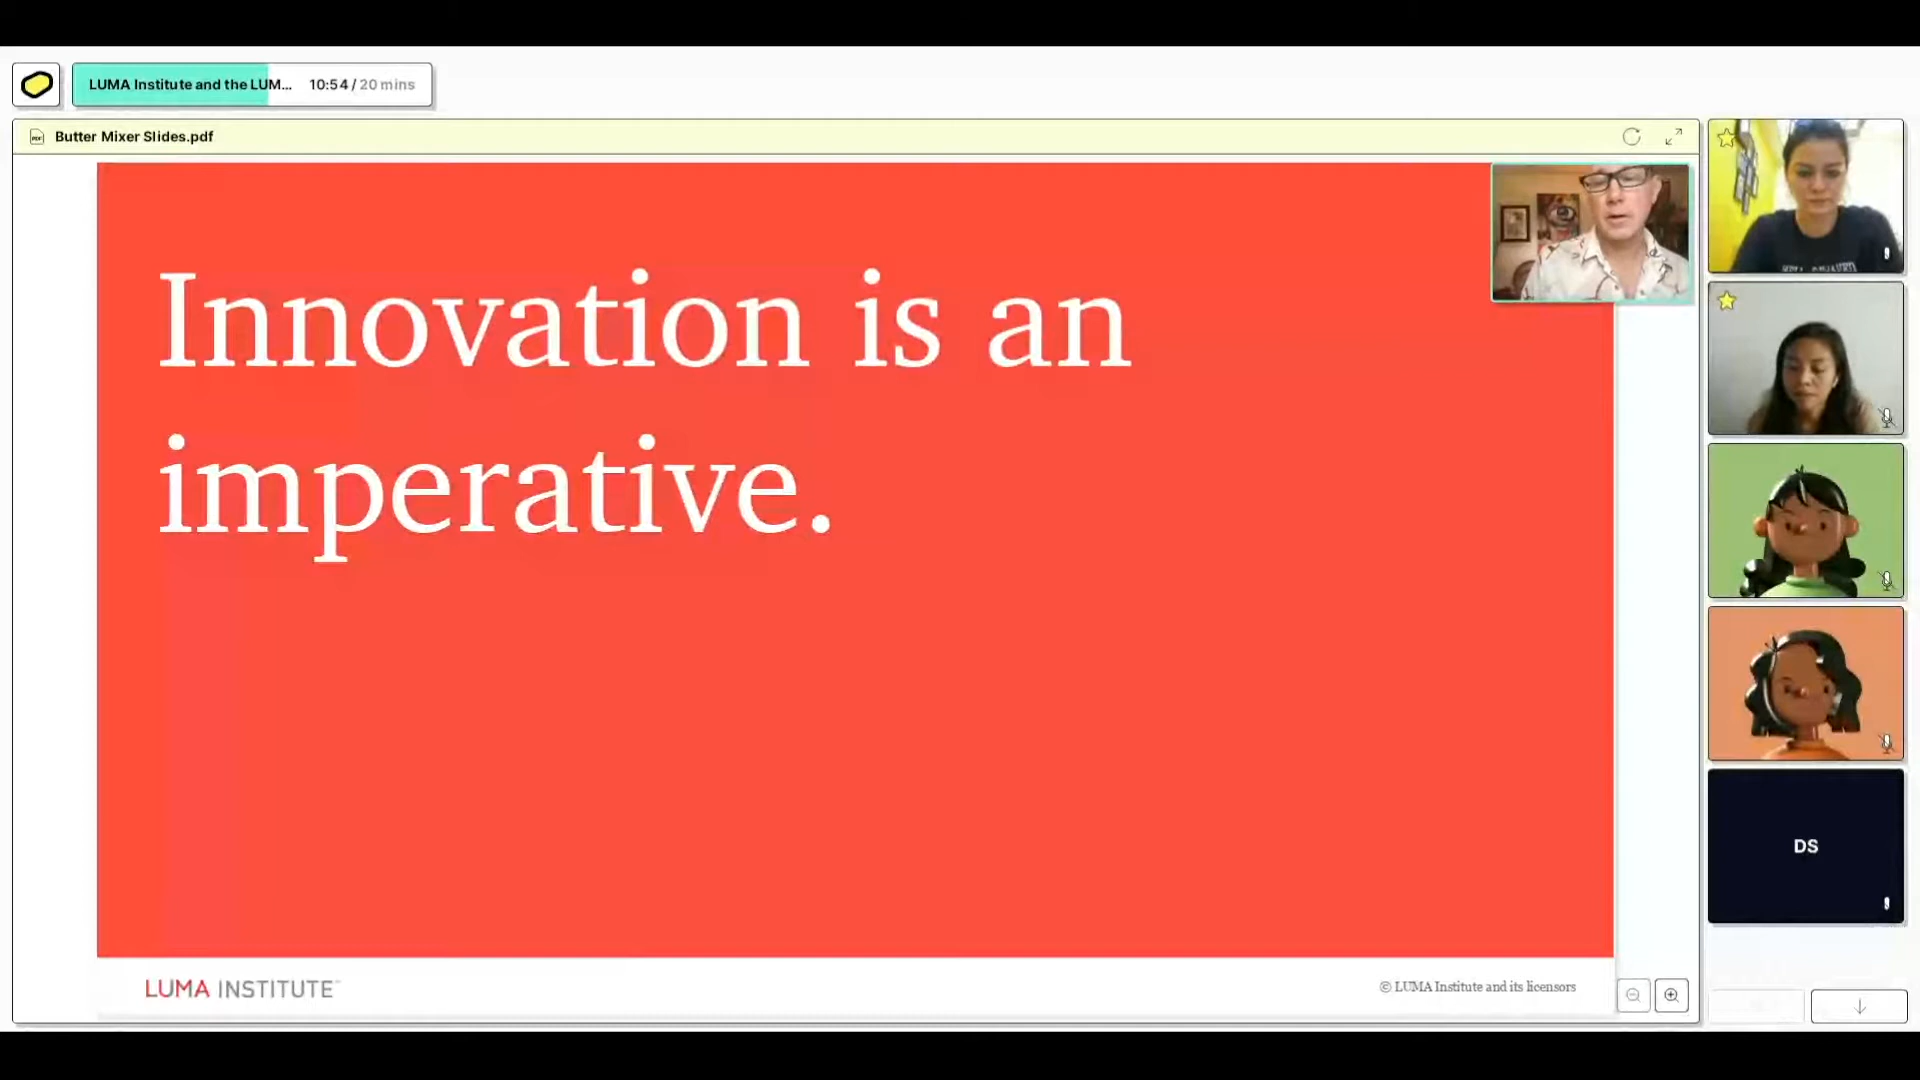 LUMA Institute and the LUM... 10:54 / 20 mins
Butter Mixer Slides.pdf
Innovation is an
imperative.
DS
LUMA INSTITUTE™
© LUMA Institute and its licensors